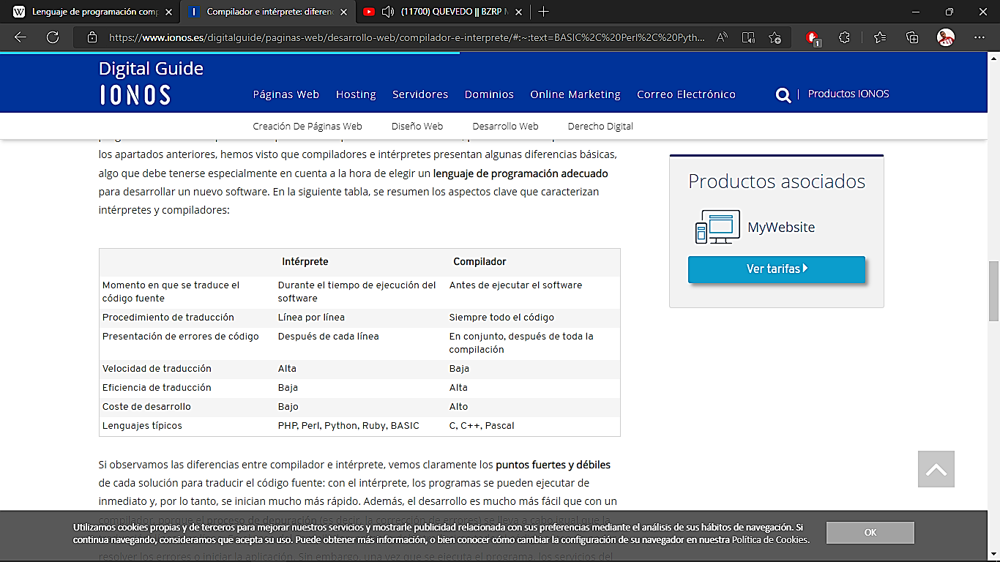 Lenguaje de programación comp
Compilador e intérprete: diferenc
(11700) QUEVEDO || BZRP M
https://www.ionos.es/digitalguide/paginas-web/desarrollo-web/compilador-e-interprete/#:~:text=BASIC%2C%20Perl%2C%20Pyth...
1
Digital Guide
IONOS
Páginas Web Hosting Servidores Dominios Online Marketing Correo Electrónico
Productos IONOS
Creación De Páginas Web Diseño Web Desarrollo Web Derecho Digital
los apartados anteriores, hemos visto que compiladores e intérpretes presentan algunas diferencias básicas,
algo que debe tenerse especialmente en cuenta a la hora de elegir un lenguaje de programación adecuado
para desarrollar un nuevo software. En la siguiente tabla, se resumen los aspectos clave que caracterizan
intérpretes y compiladores:
Intérprete Compilador
Momento en que se traduce el código fuente Durante el tiempo de ejecución del software Antes de ejecutar el software
Procedimiento de traducción Línea por línea Siempre todo el código
Presentación de errores de código Después de cada línea En conjunto, después de toda la compilación
Velocidad de traducción Alta Baja
Eficiencia de traducción Baja Alta
Coste de desarrollo Bajo Alto
Lenguajes típicos PHP, Perl, Python, Ruby, BASIC C, C++, Pascal
Si observamos las diferencias entre compilador e intérprete, vemos claramente los puntos fuertes y débiles
de cada solución para traducir el código fuente: con el intérprete, los programas se pueden ejecutar de
inmediato y, por lo tanto, se inician mucho más rápido. Además, el desarrollo es mucho más fácil que con un
compilador, porque el proceso de depuración (es decir, la corrección de errores) se lleva a cabo igual que la
Utilizamos cookies propias y de terceros para mejorar nuestros servicios y mostrarle publicidad relacionada con sus preferencias mediante el análisis de sus hábitos de navegación. Si
continua navegando, consideramos que acepta su uso. Puede obtener más información, o bien conocer cómo cambiar la configuración de su navegador en nuestra Política de Cookies.
OK
resolver los errores o iniciar la aplicación. Sin embargo, una vez que se ejecuta el programa, los servicios del
Productos asociados
MyWebsite
Ver tarifas